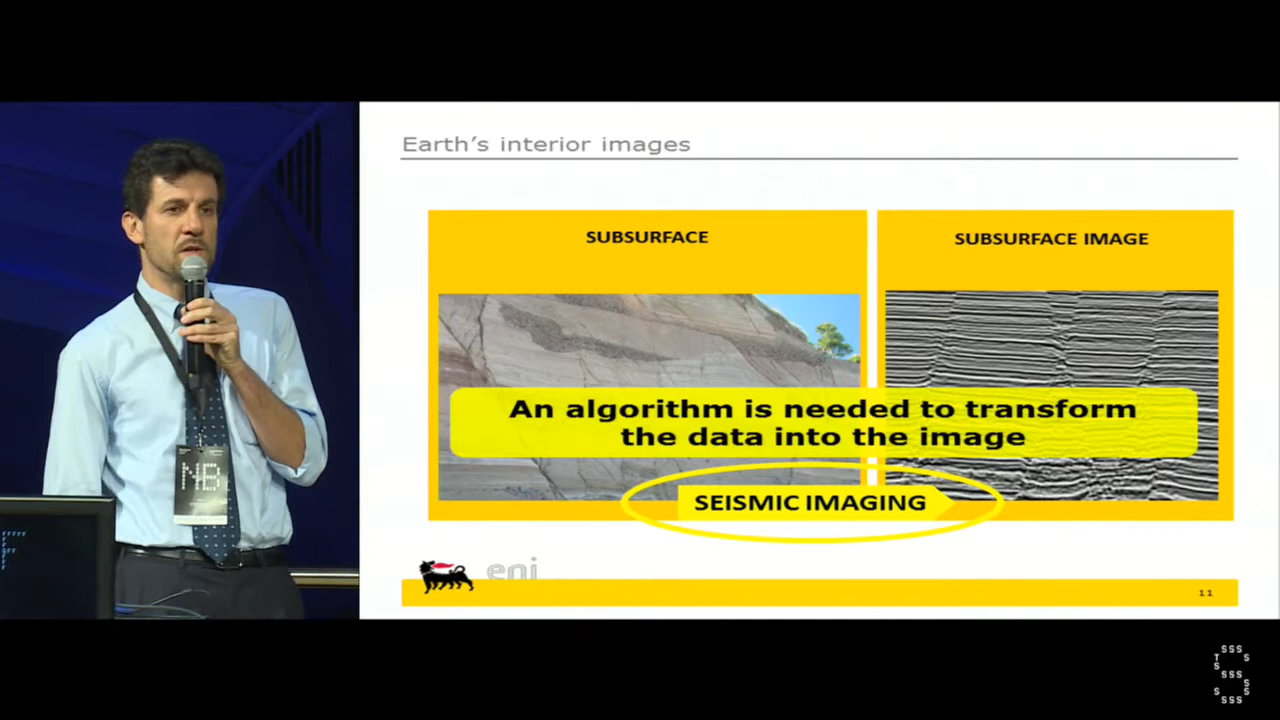 Earth's interior images
SUBSURFACE
SUBSURFACE IMAGE
An algorithm is needed to transform
the data into the image
SEISMIC IMAGING
eni
11
NB